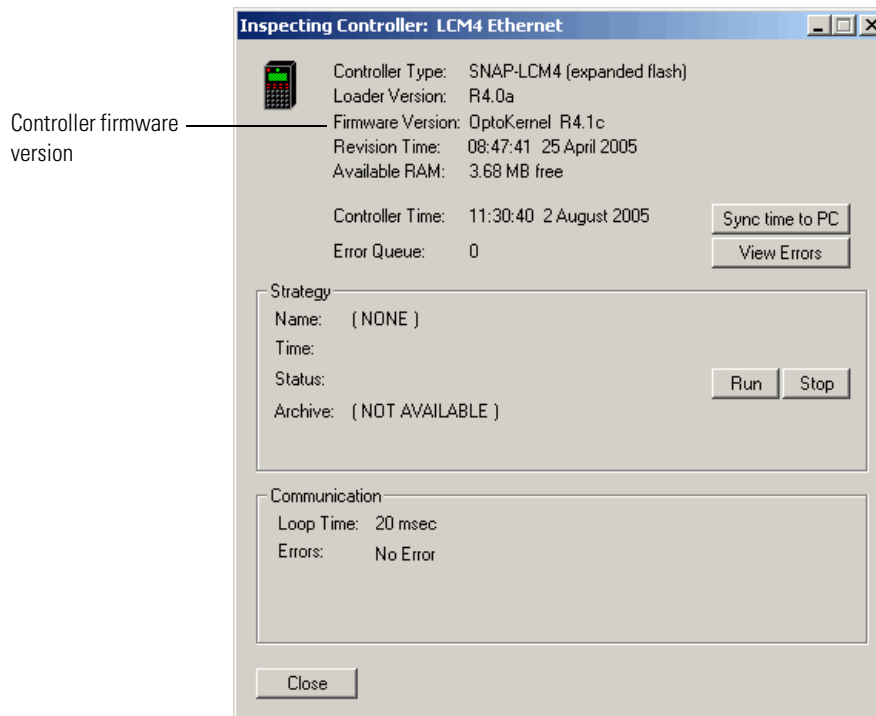 Inspecting Controller: LCM4 Ethernet
Controller Type: SNAP-LCM4 (expanded flash)
Loader Version: R4.0a
Controller firmware
version
Firmware Version: OptoKernel R4.1c
Revision Time: 08:47:41 25 April 2005
Available RAM: 3.68 MB free
Controller Time: 11:30:40 2 August 2005 Sync time to PC
Error Queue: 0 View Errors
Strategy
Name: ( NONE )
Time:
Status: Run Stop
Archive: ( NOT AVAILABLE )
Communication
Loop Time: 20 msec
Errors: No Error
Close